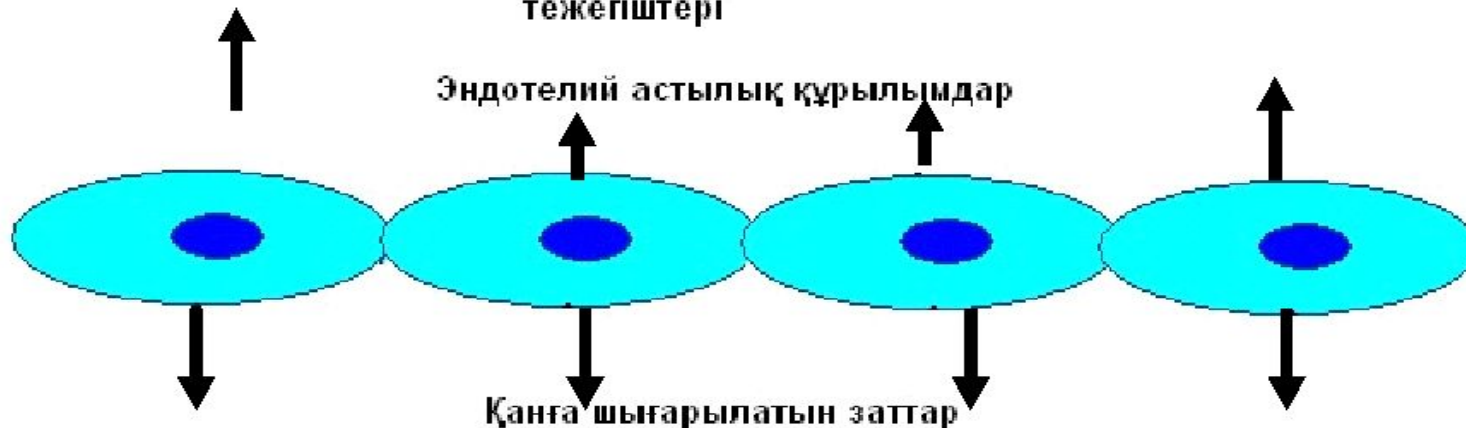 тежегіштері
Эндотелий астылық құрылымдар
Қанға шығарылатын заттар